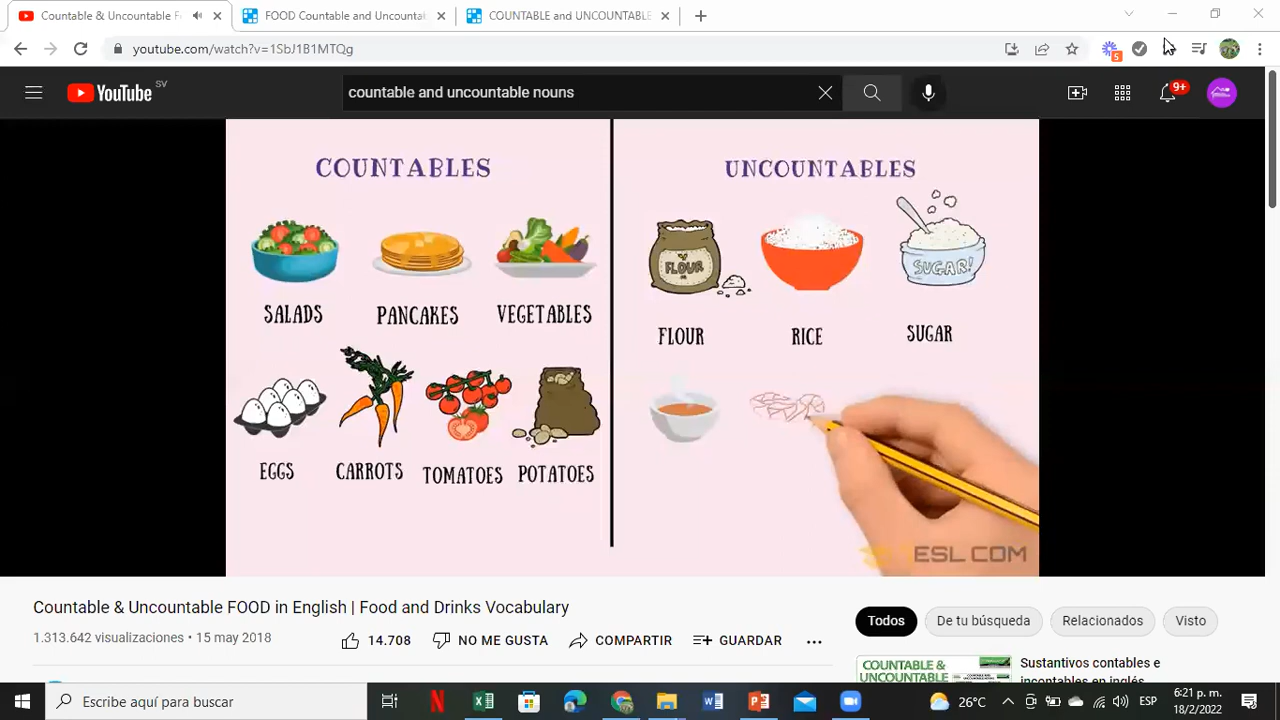 Countable & Uncountable F
FOOD Countable and Uncounta
COUNTABLE and UNCOUNTABLE
youtube.com/watch?v=1SbJ1B1MTQg
5
YouTube SV
countable and uncountable nouns
9+
COUNTABLES
UNCOUNTABLES
FLOUR
SUGAR!
SALADS
PANCAKES
VEGETABLES
FLOUR
RICE
SUGAR
EGGS
CARROTS
TOMATOES
POTATOES
ESL.COM
Countable & Uncountable FOOD in English | Food and Drinks Vocabulary
1.313.642 visualizaciones • 15 may 2018
14.708
NO ME GUSTA
COMPARTIR
GUARDAR
Todos
De tu búsqueda
Relacionados
Visto
COUNTABLE &
UNCOUNTABLE
Sustantivos contables e
incontables en inglés
Escribe aquí para buscar
26°C
ESP
6:21 p. m.
18/2/2022